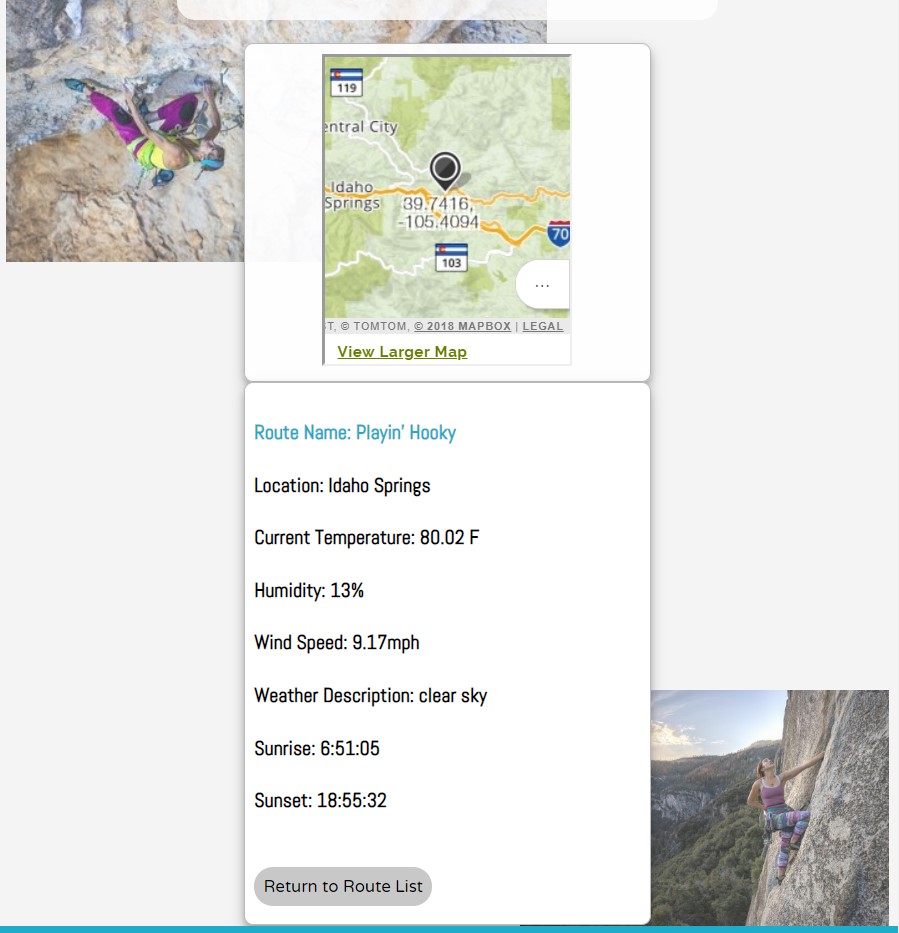 119
entral City
Idaho
Springs
39.7416,
-105.4094
70
103
...
ST, © TOMTOM, © 2018 MAPBOX | LEGAL
View Larger Map
Route Name: Playin' Hooky
Location: Idaho Springs
Current Temperature: 80.02 F
Humidity: 13%
Wind Speed: 9.17mph
Weather Description: clear sky
Sunrise: 6:51:05
Sunset: 18:55:32
Return to Route List